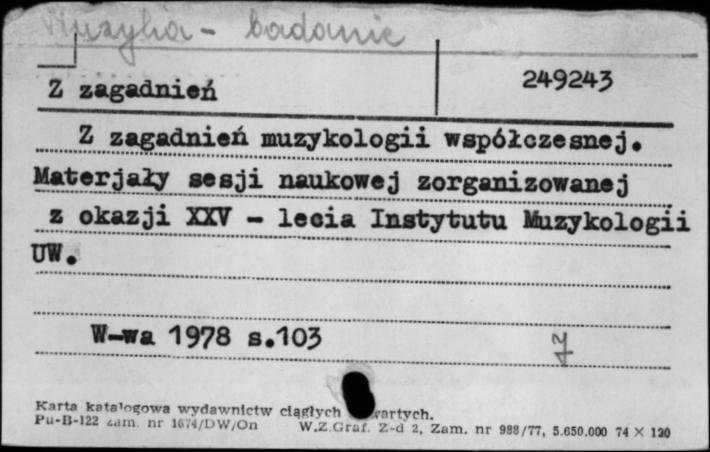 Muzyka - badanie
Z zagadnień
249243
Z zagadnień muzykologii współczesnej.
Materjały sesji naukowej zorganizowanej
z okazji XXV - lecia Instytutu Muzykologii
UW.
W-wa 1978 s.103
Karta katalogowa wydawnictw ciągłych
Pu-B-122 zam. nr 1674/DW/On W.Z.Graf. Z-d 2, Zam. nr 988/77, 5.650.000 74 X 120